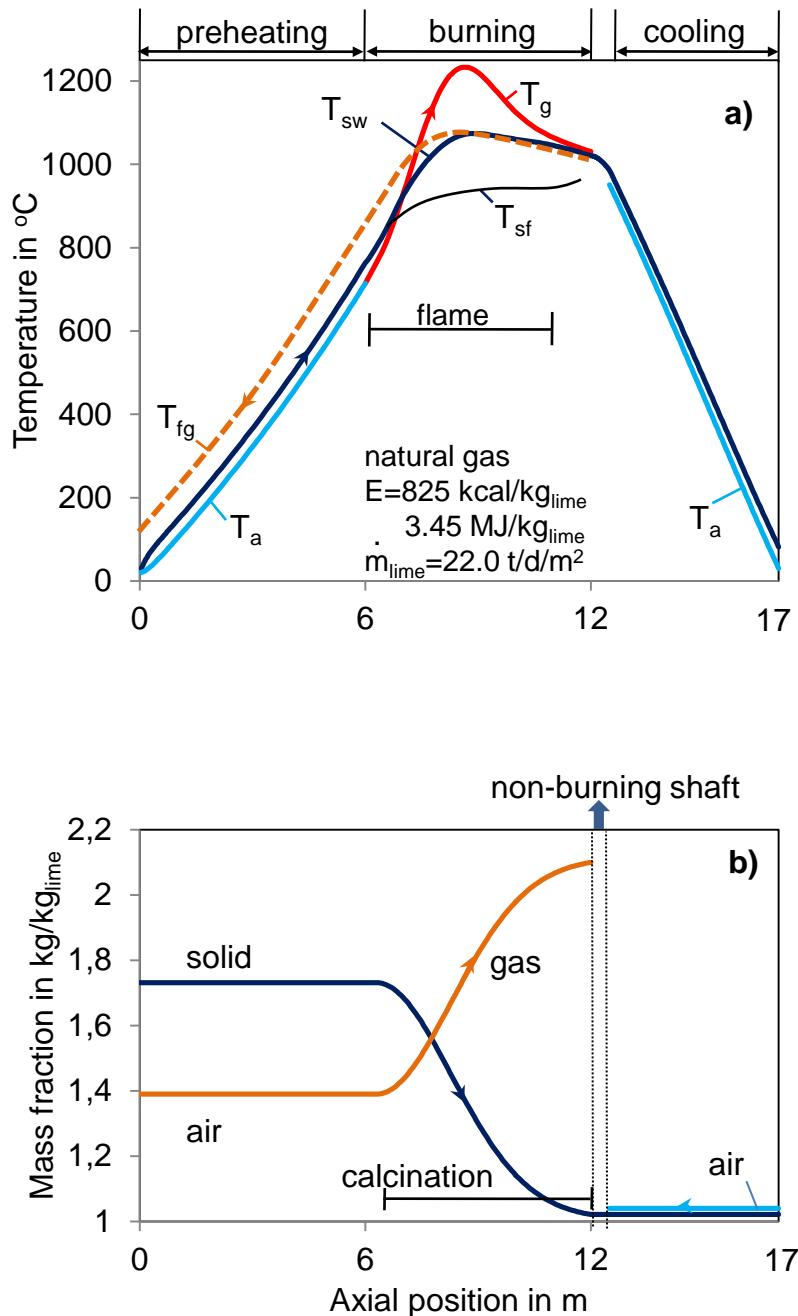 preheating burning cooling
1200
1000
800
600
400
200
0
Temperature in ºC
T_sw
T_g
a)
T_sf
flame
T_fg
T_a
natural gas
E=825 kcal/kg_lime
3.45 MJ/kg_lime
ṁ_lime=22.0 t/d/m²
T_a
0 6 12 17
non-burning shaft
2,2
2
1,8
1,6
1,4
1,2
1
Mass fraction in kg/kg_lime
b)
solid
gas
air
calcination
air
0 6 12 17
Axial position in m